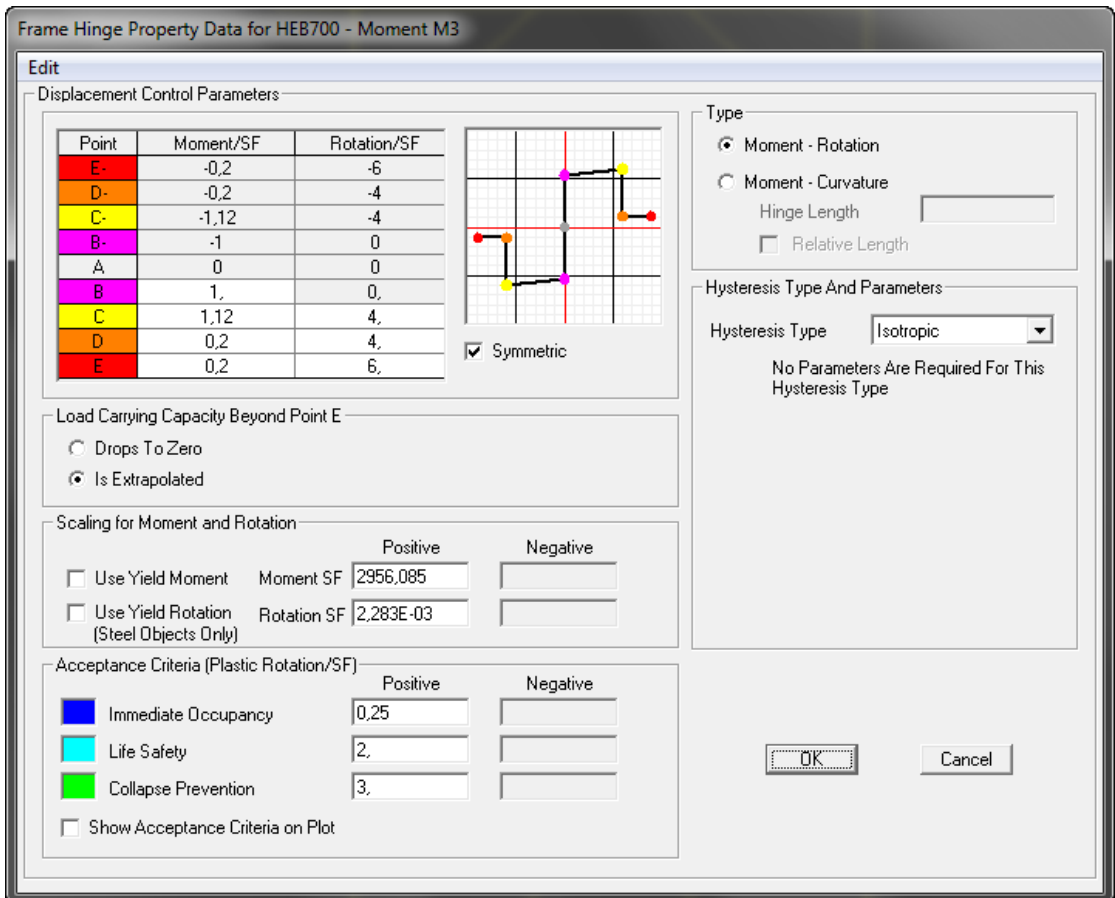 Frame Hinge Property Data for HEB700 - Moment M3
Edit
Displacement Control Parameters
Point Moment/SF Rotation/SF
E- -0,2 -6
D- -0,2 -4
C- -1,12 -4
B- -1 0
A 0 0
B 1, 0,
C 1,12 4,
D 0,2 4,
E 0,2 6,
Symmetric
Load Carrying Capacity Beyond Point E
Drops To Zero
Is Extrapolated
Scaling for Moment and Rotation
Positive Negative
Use Yield Moment Moment SF 2956,085
Use Yield Rotation Rotation SF 2,283E-03
(Steel Objects Only)
Acceptance Criteria (Plastic Rotation/SF)
Positive Negative
Immediate Occupancy 0,25
Life Safety 2,
Collapse Prevention 3,
Show Acceptance Criteria on Plot
Type
Moment - Rotation
Moment - Curvature
Hinge Length
Relative Length
Hysteresis Type And Parameters
Hysteresis Type Isotropic
No Parameters Are Required For This
Hysteresis Type
OK Cancel